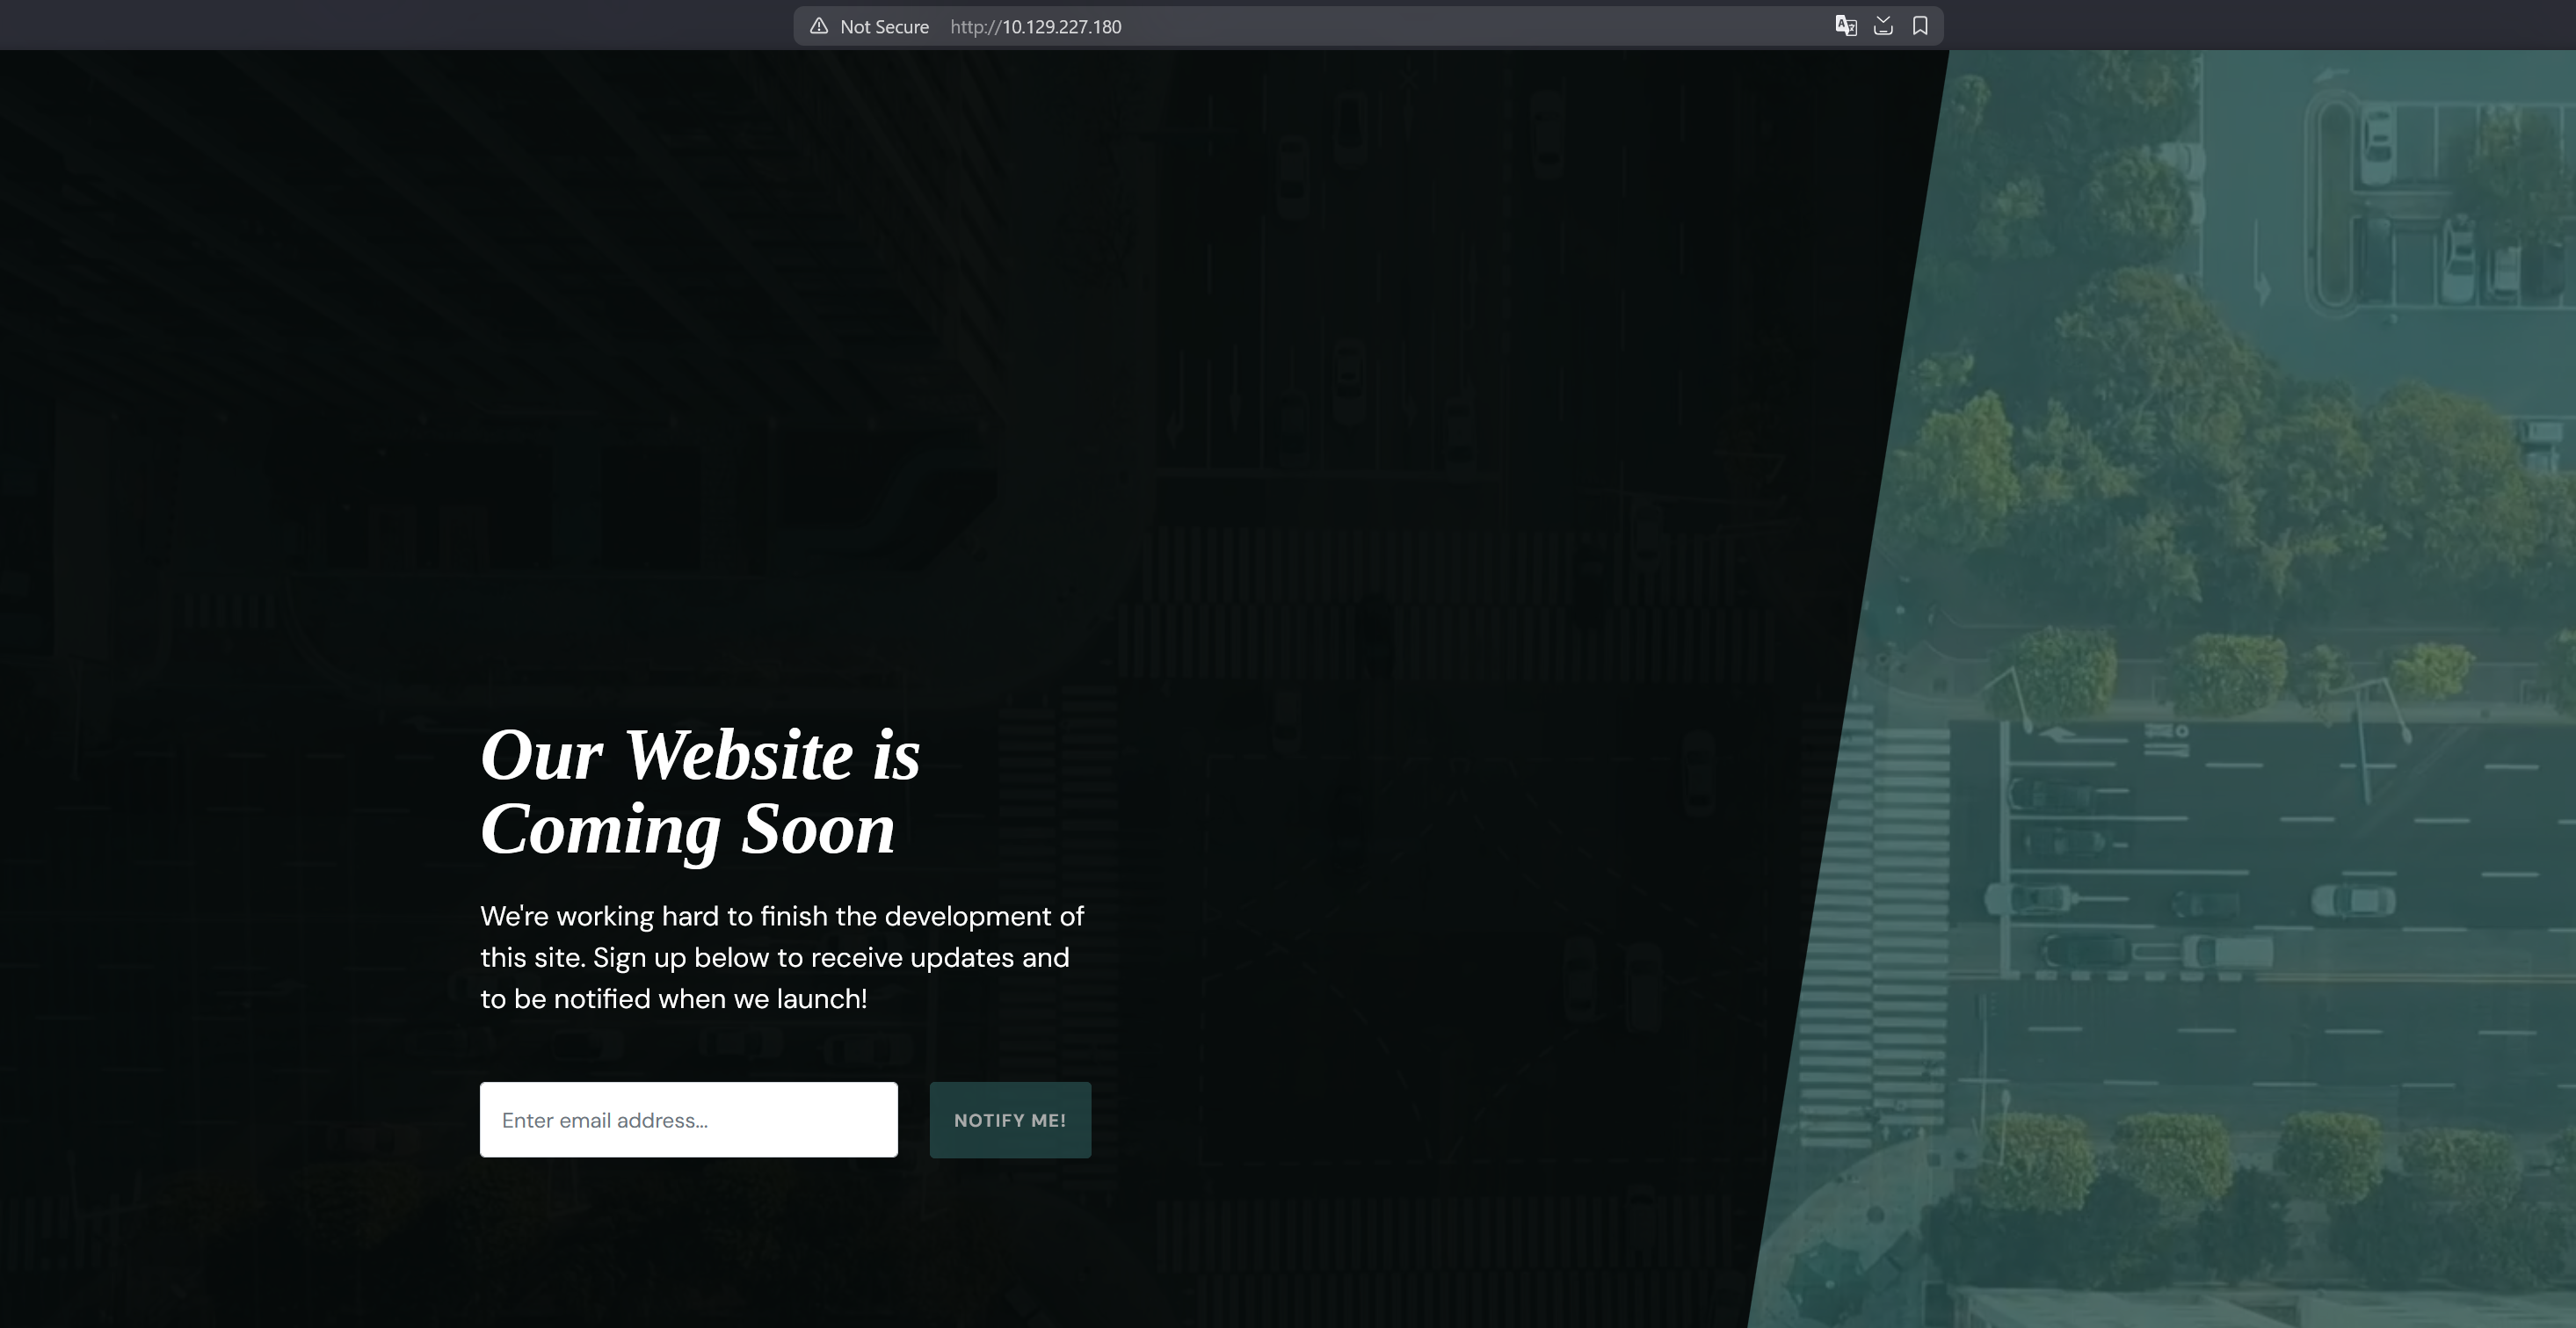 Not Secure http://10.129.227.180
Our Website is
Coming Soon
We're working hard to finish the development of
this site. Sign up below to receive updates and
to be notified when we launch!
Enter email address...
NOTIFY ME!